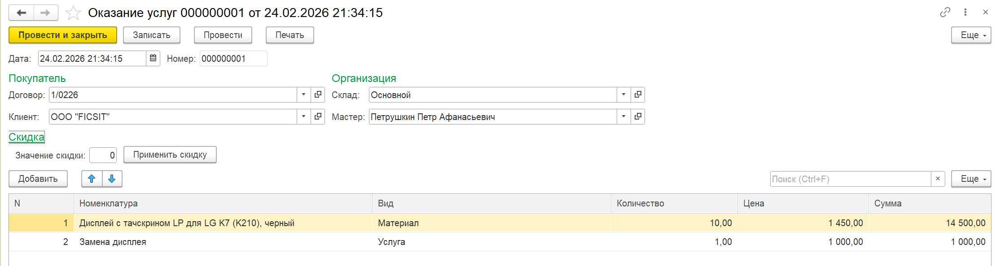 Оказание услуг 000000001 от 24.02.2026 21:34:15
Провести и закрыть Записать Провести Печать Еще
Дата: 24.02.2026 21:34:15 Номер: 000000001
Покупатель Организация
Договор: 1/0226 Склад: Основной
Клиент: ООО "FICSIT" Мастер: Петрушкин Петр Афанасьевич
Скидка
Значение скидки: 0 Применить скидку
Добавить Поиск (Ctrl+F) × Еще
N Номенклатура Вид Количество Цена Сумма
1 Дисплей с тачскрином LP для LG K7 (K210), черный Материал 10,00 1 450,00 14 500,00
2 Замена дисплея Услуга 1,00 1 000,00 1 000,00